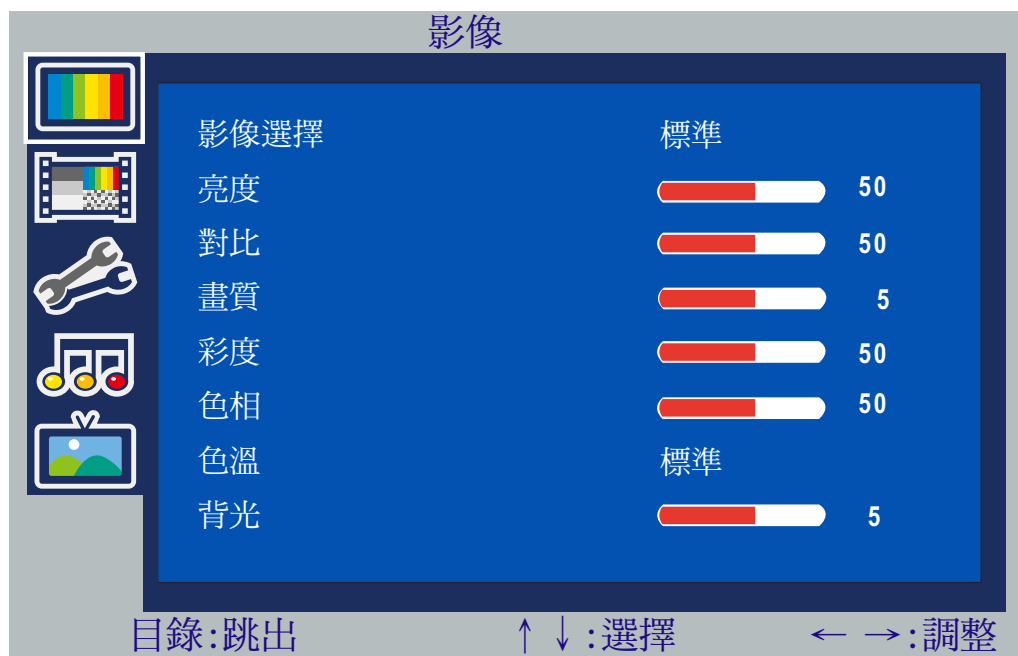 影像
影像選擇 標準
亮度 50
對比 50
畫質 5
彩度 50
色相 50
色溫 標準
背光 5
目錄:跳出 ↑↓:選擇 ← →:調整